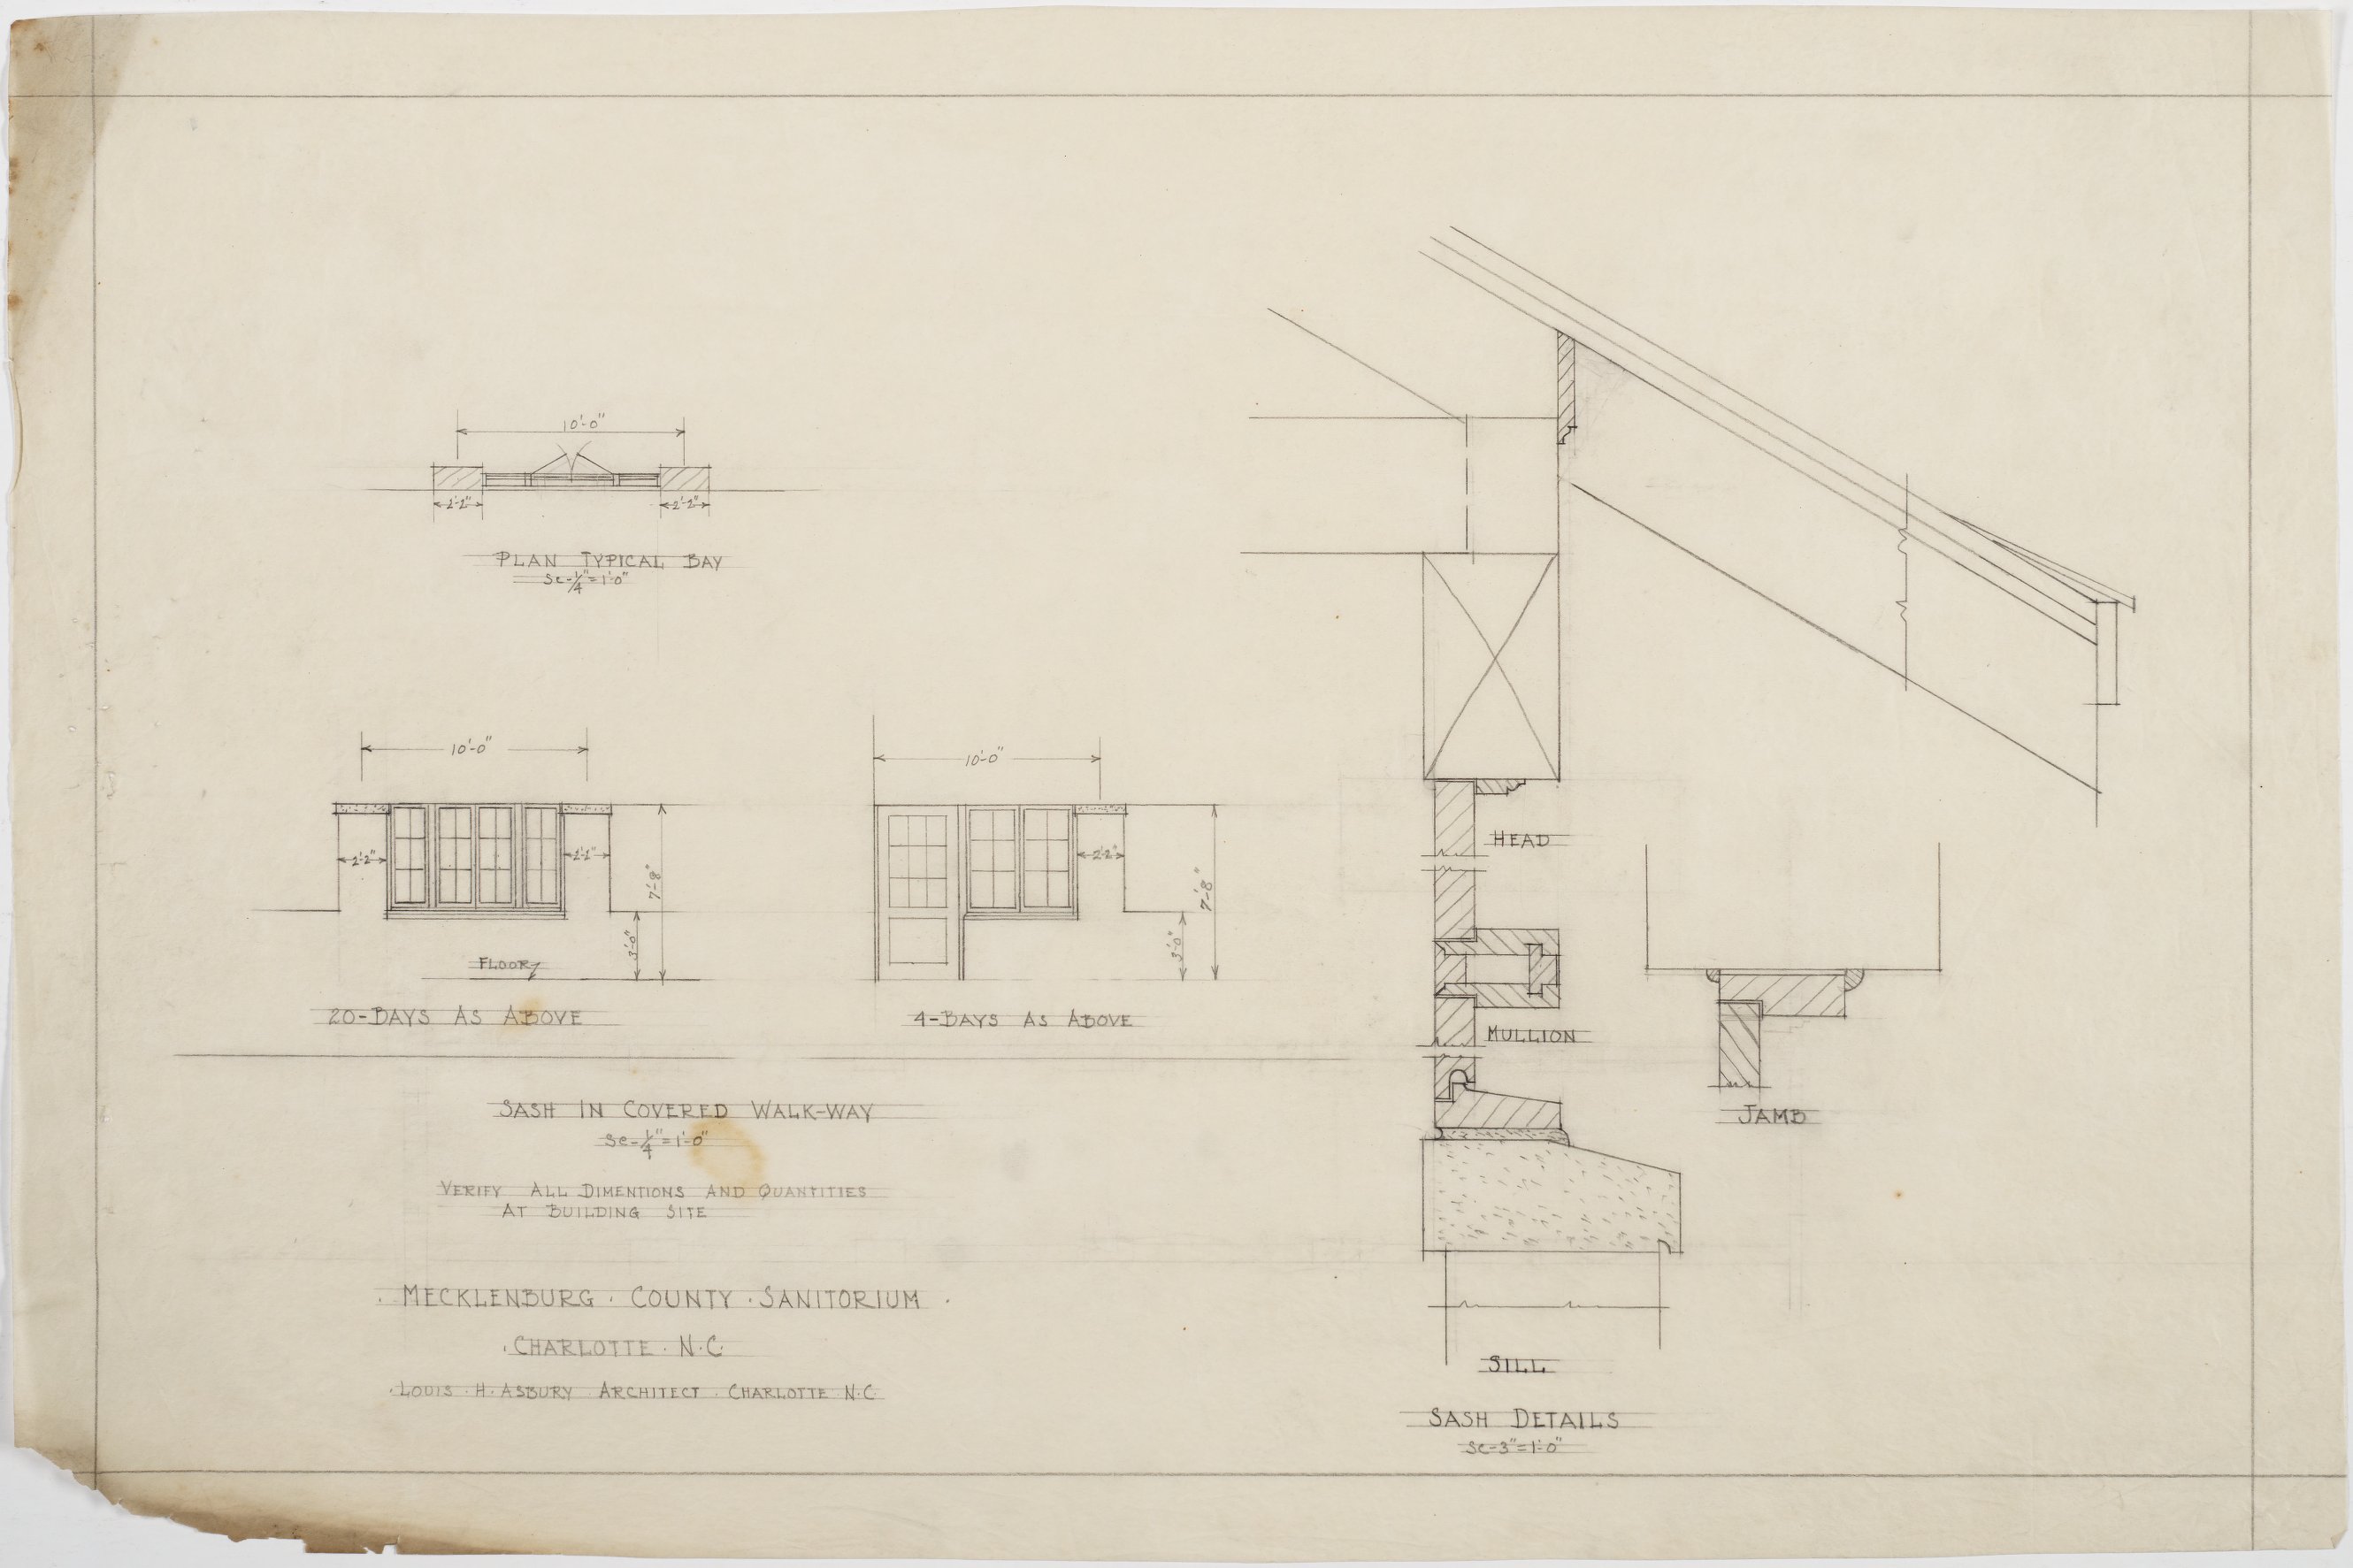 10'-0"
2'-2" 2'-2"
PLAN TYPICAL BAY
Sc-1/4"=1'-0"
10'-0"
2'-2" 2'-2"
7'-8"
3'-0"
FLOOR
20-BAYS AS ABOVE
10'-0"
2'-2"
7'-8"
3'-0"
4-BAYS AS ABOVE
SASH IN COVERED WALK-WAY
Sc-1/4"=1'-0"
VERIFY ALL DIMENTIONS AND QUANTITIES
AT BUILDING SITE
· MECKLENBURG · COUNTY · SANITORIUM ·
· CHARLOTTE · N·C·
· LOUIS · H · ASBURY · ARCHITECT · CHARLOTTE N·C·
HEAD
MULLION
JAMB
SILL
SASH DETAILS
Sc-3"=1'-0"